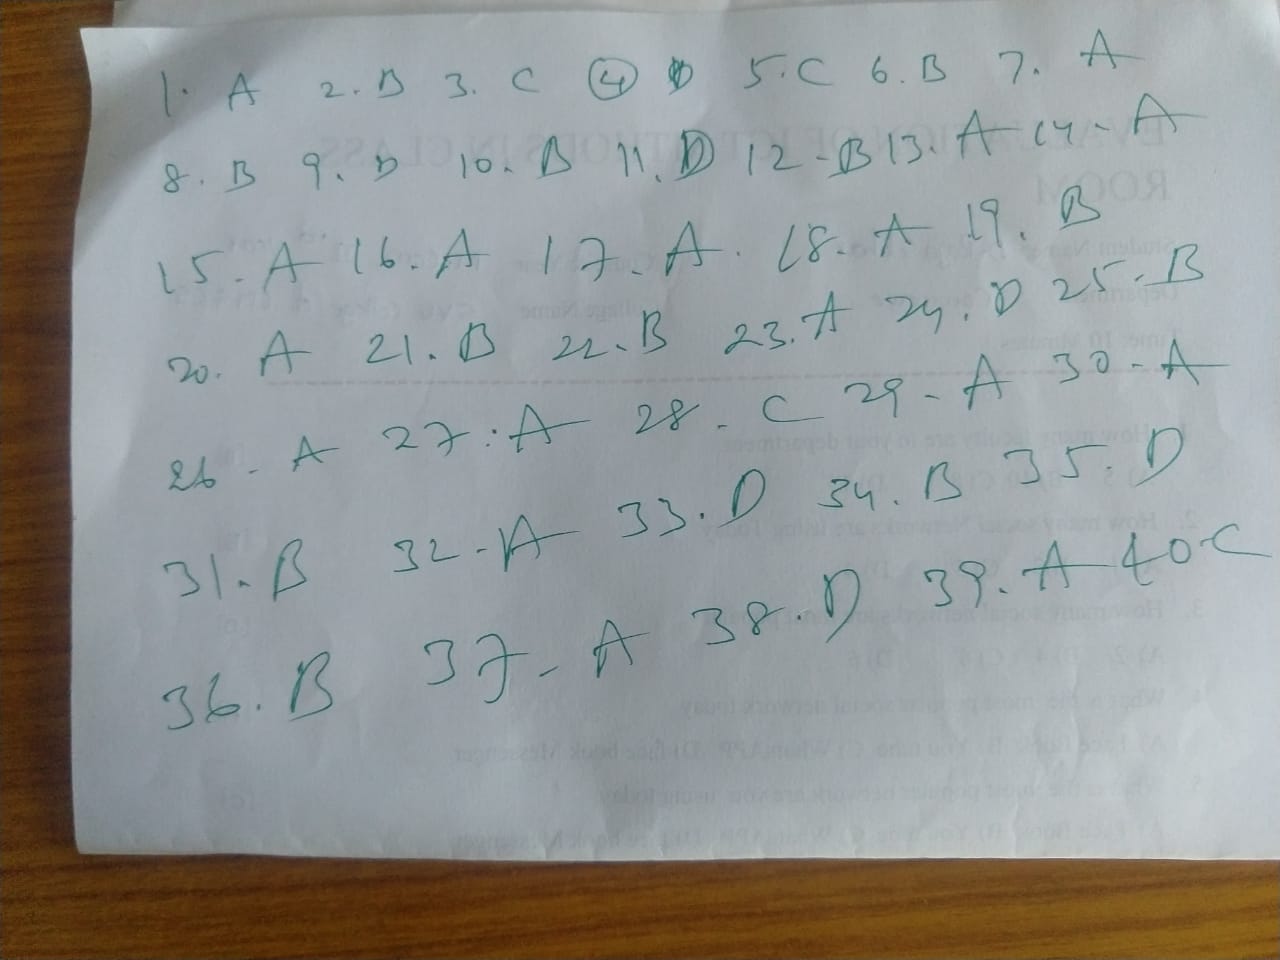 1. A 2. B 3. C 4 5. C 6. B 7. A
8. B 9. D 10. B 11. D 12 - B 13. A 14 - A
15 - A 16. A 17. A. 18. A 19. B
20. A 21. B 22. B 23. A 24. D 25 - B
26 - A 27. A 28. C 29 - A 30 - A
31. B 32 - A 33. D 34. B 35. D
36. B 37 - A 38. D 39. A 40 - C